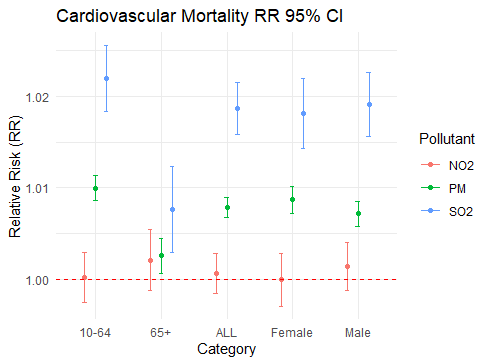 Cardiovascular Mortality RR 95% CI
Relative Risk (RR)
1.02
1.01
1.00
10-64 65+ ALL Female Male
Category
Pollutant
NO2
PM
SO2